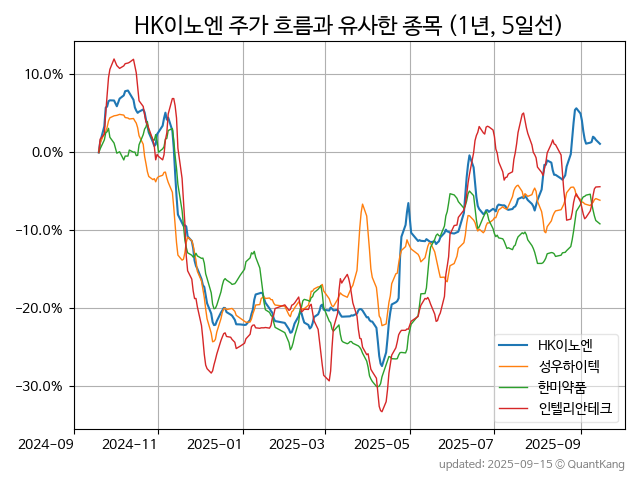 HK이노엔 주가 흐름과 유사한 종목 (1년, 5일선)
10.0%
0.0%
−10.0%
−20.0%
−30.0%
HK이노엔
성우하이텍
한미약품
인텔리안테크
2024-09
2024-11
2025-01
2025-03
2025-05
2025-07
2025-09
updated: 2025-09-15 © QuantKang